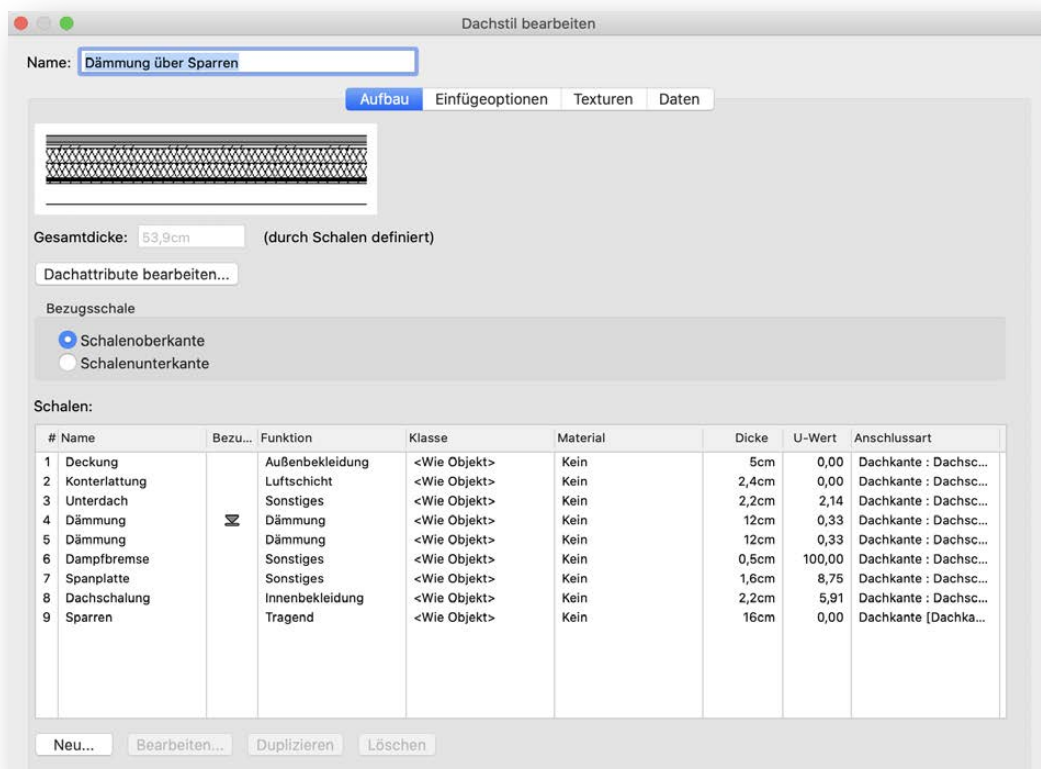 Dachstil bearbeiten
Name: Dämmung über Sparren
Aufbau Einfügeoptionen Texturen Daten
Gesamtdicke: 53,9cm (durch Schalen definiert)
Dachattribute bearbeiten...
Bezugsschale
Schalenoberkante
Schalenunterkante
Schalen:
# Name Bezu... Funktion Klasse Material Dicke U-Wert Anschlussart
1 Deckung Außenbekleidung <Wie Objekt> Kein 5cm 0,00 Dachkante : Dachsc...
2 Konterlattung Luftschicht <Wie Objekt> Kein 2,4cm 0,00 Dachkante : Dachsc...
3 Unterdach Sonstiges <Wie Objekt> Kein 2,2cm 2,14 Dachkante : Dachsc...
4 Dämmung Dämmung <Wie Objekt> Kein 12cm 0,33 Dachkante : Dachsc...
5 Dämmung Dämmung <Wie Objekt> Kein 12cm 0,33 Dachkante : Dachsc...
6 Dampfbremse Sonstiges <Wie Objekt> Kein 0,5cm 100,00 Dachkante : Dachsc...
7 Spanplatte Sonstiges <Wie Objekt> Kein 1,6cm 8,75 Dachkante : Dachsc...
8 Dachschalung Innenbekleidung <Wie Objekt> Kein 2,2cm 5,91 Dachkante : Dachsc...
9 Sparren Tragend <Wie Objekt> Kein 16cm 0,00 Dachkante [Dachka...
Neu... Bearbeiten... Duplizieren Löschen